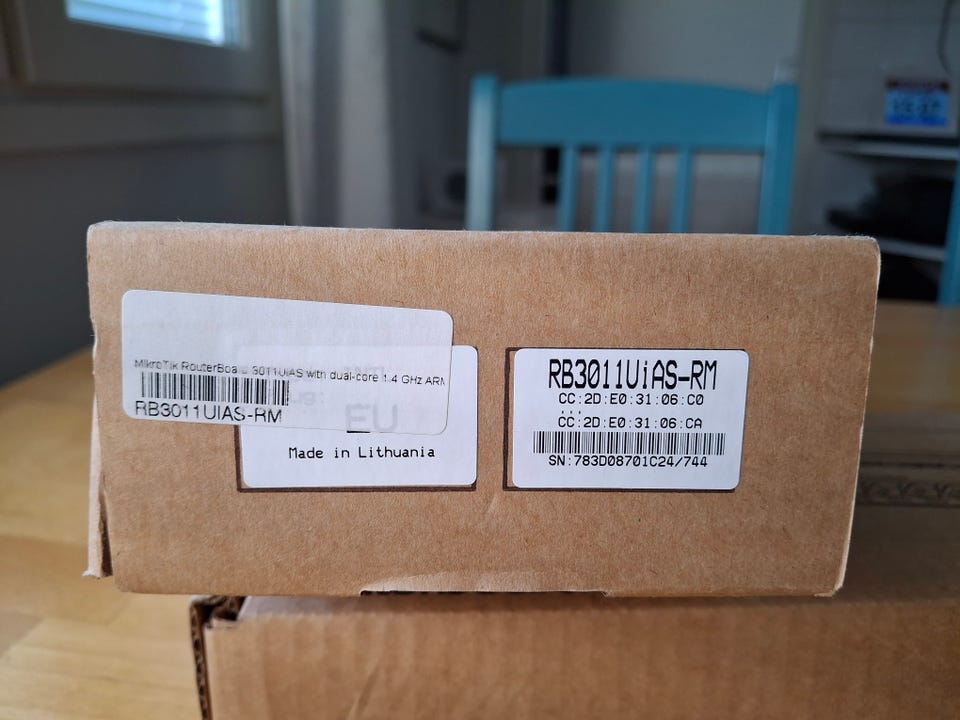 MikroTik RouterBoard 3011UiAS with dual-core 1.4 GHz ARM
RB3011UIAS-RM
EU
Made in Lithuania
RB3011UiAS-RM
CC:2D:E0:31:06:C0
...
CC:2D:E0:31:06:CA
SN:783D08701C24/744